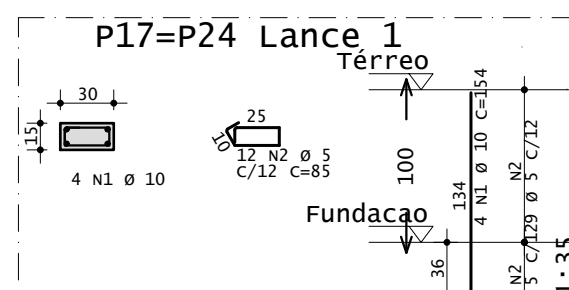 P17=P24 Lance 1
Térreo
30
15
4 N1 Ø 10
25
10
12 N2 Ø 5
C/12 C=85
100
Fundacao
134
4 N1 Ø 10 C=154
N2
9 Ø 5 C/12
36
N2
5 C/12